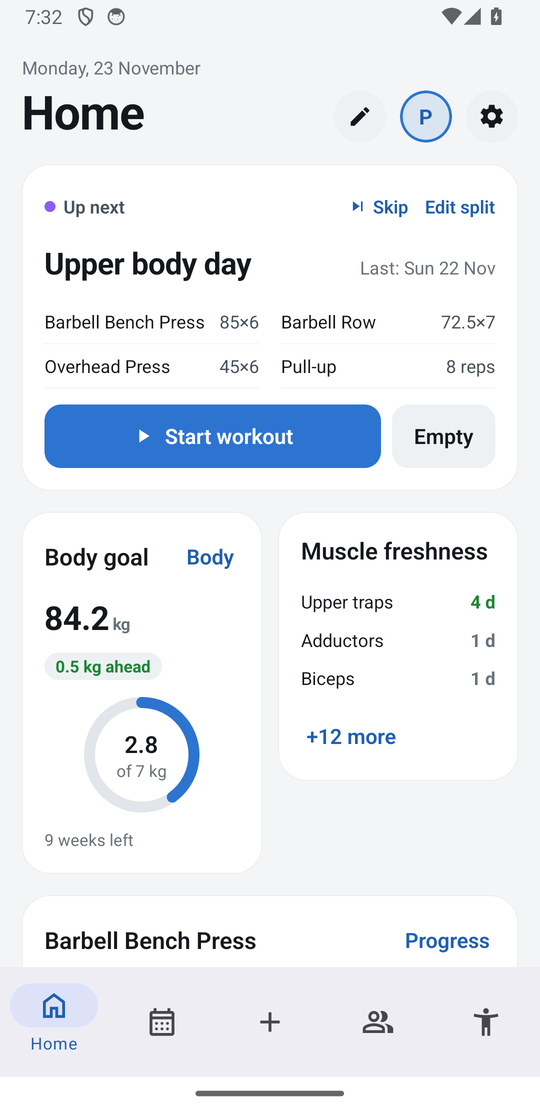 7:32
Monday, 23 November
Home
P
Up next
Skip
Edit split
Upper body day
Last: Sun 22 Nov
Barbell Bench Press 85×6
Barbell Row 72.5×7
Overhead Press 45×6
Pull-up 8 reps
Start workout
Empty
Body goal
Body
84.2 kg
0.5 kg ahead
2.8
of 7 kg
9 weeks left
Muscle freshness
Upper traps 4 d
Adductors 1 d
Biceps 1 d
+12 more
Barbell Bench Press
Progress
Home